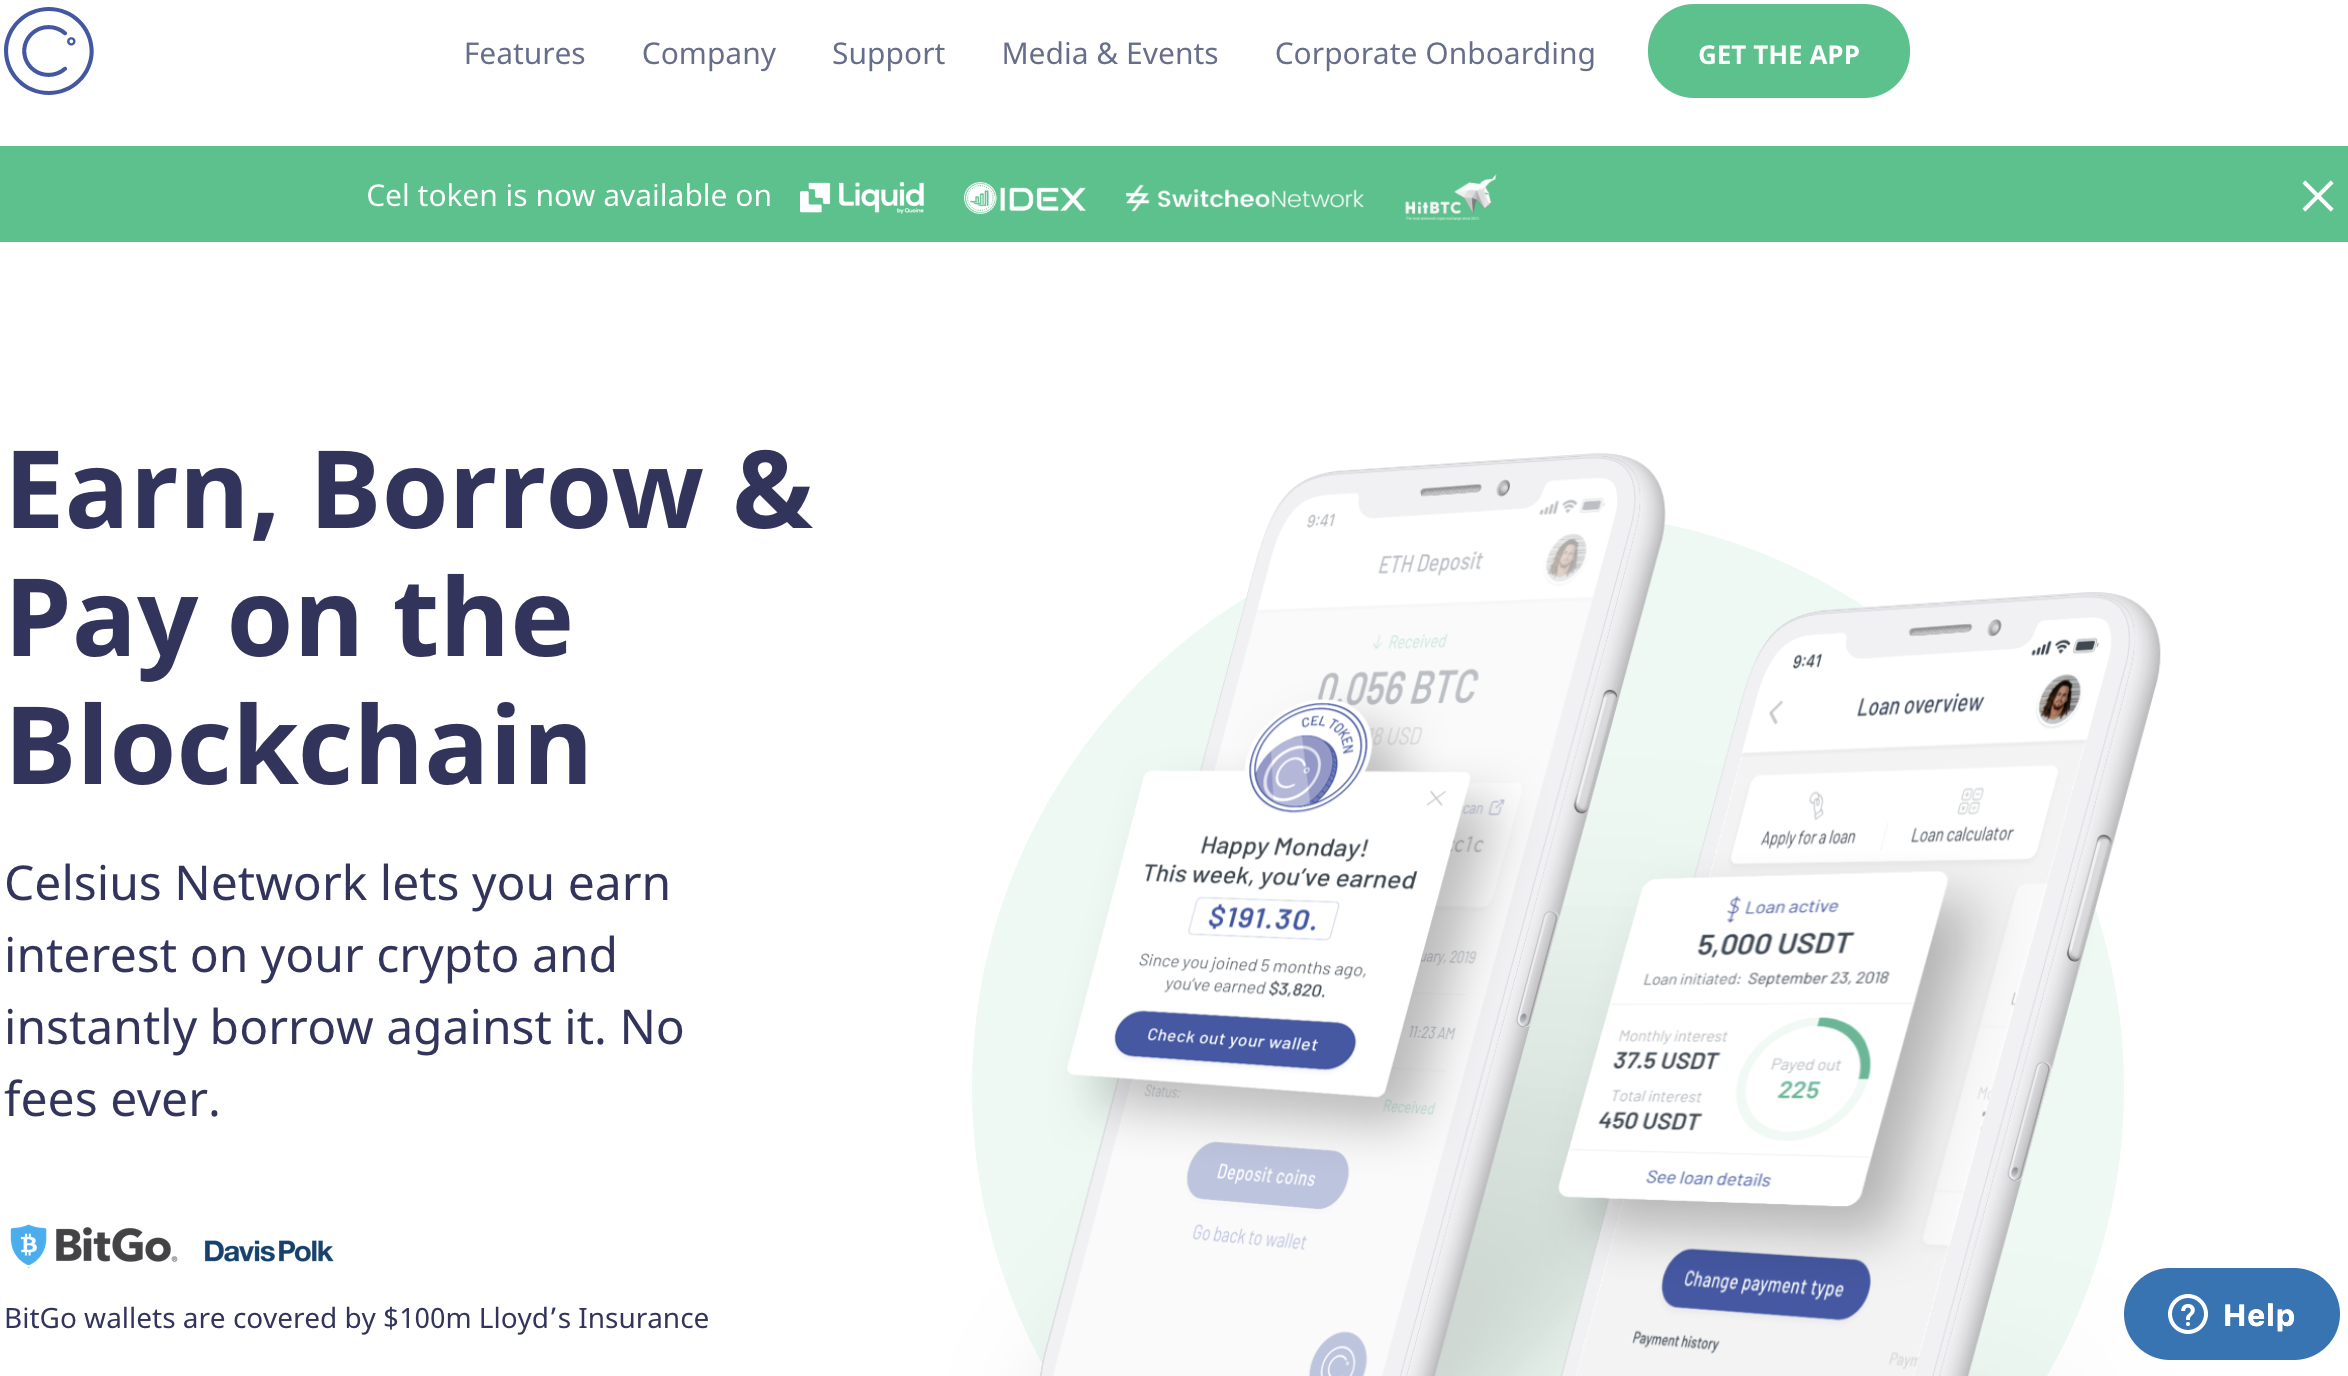 Features Company Support Media & Events Corporate Onboarding GET THE APP
Cel token is now available on Liquid by Quoine IDEX SwitcheoNetwork HitBTC
Earn, Borrow &
Pay on the
Blockchain
Celsius Network lets you earn
interest on your crypto and
instantly borrow against it. No
fees ever.
BitGo DavisPolk
BitGo wallets are covered by $100m Lloyd’s Insurance
9:41
ETH Deposit
Received
0.056 BTC
USD
CEL TOKEN
Happy Monday!
This week, you’ve earned
$191.30.
Since you joined 5 months ago,
you’ve earned $3,820.
Check out your wallet
2019
11:23 AM
Status: Received
Deposit coins
Go back to wallet
9:41
Loan overview
Apply for a loan Loan calculator
Loan active
5,000 USDT
Loan initiated: September 23, 2018
Monthly interest
37.5 USDT
Total interest
450 USDT
Payed out
225
See loan details
Change payment type
Payment history
Help